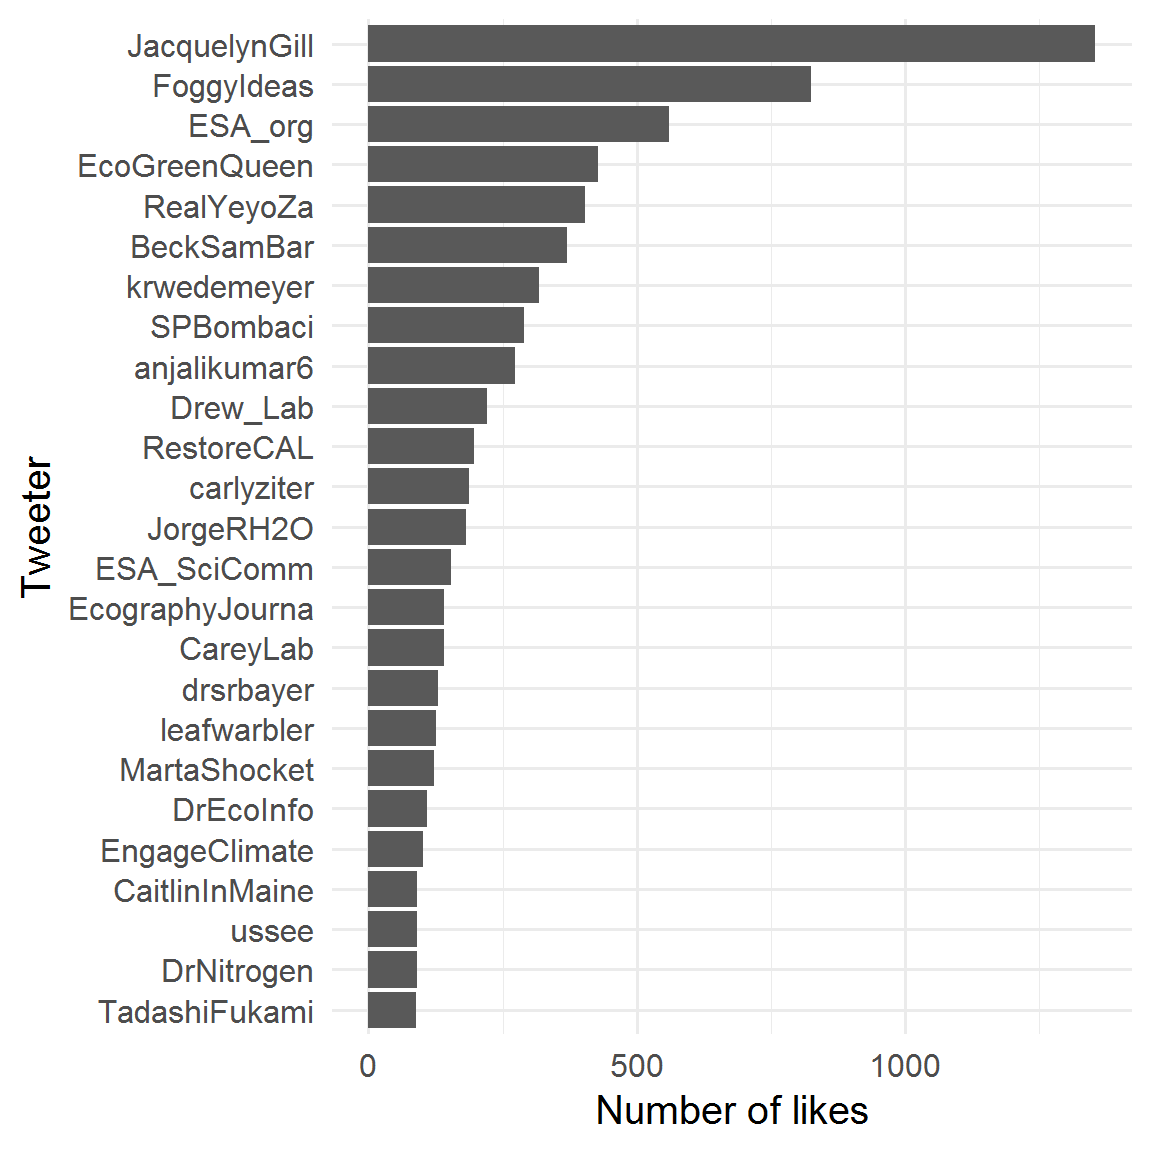 JacquelynGill
FoggyIdeas
ESA_org
EcoGreenQueen
RealYeyoZa
BeckSamBar
krwedemeyer
SPBombaci
anjalikumar6
Drew_Lab
RestoreCAL
carlyziter
JorgeRH2O
ESA_SciComm
EcographyJourna
CareyLab
drsrbayer
leafwarbler
MartaShocket
DrEcoInfo
EngageClimate
CaitlinInMaine
ussee
DrNitrogen
TadashiFukami
Tweeter
0 500 1000
Number of likes